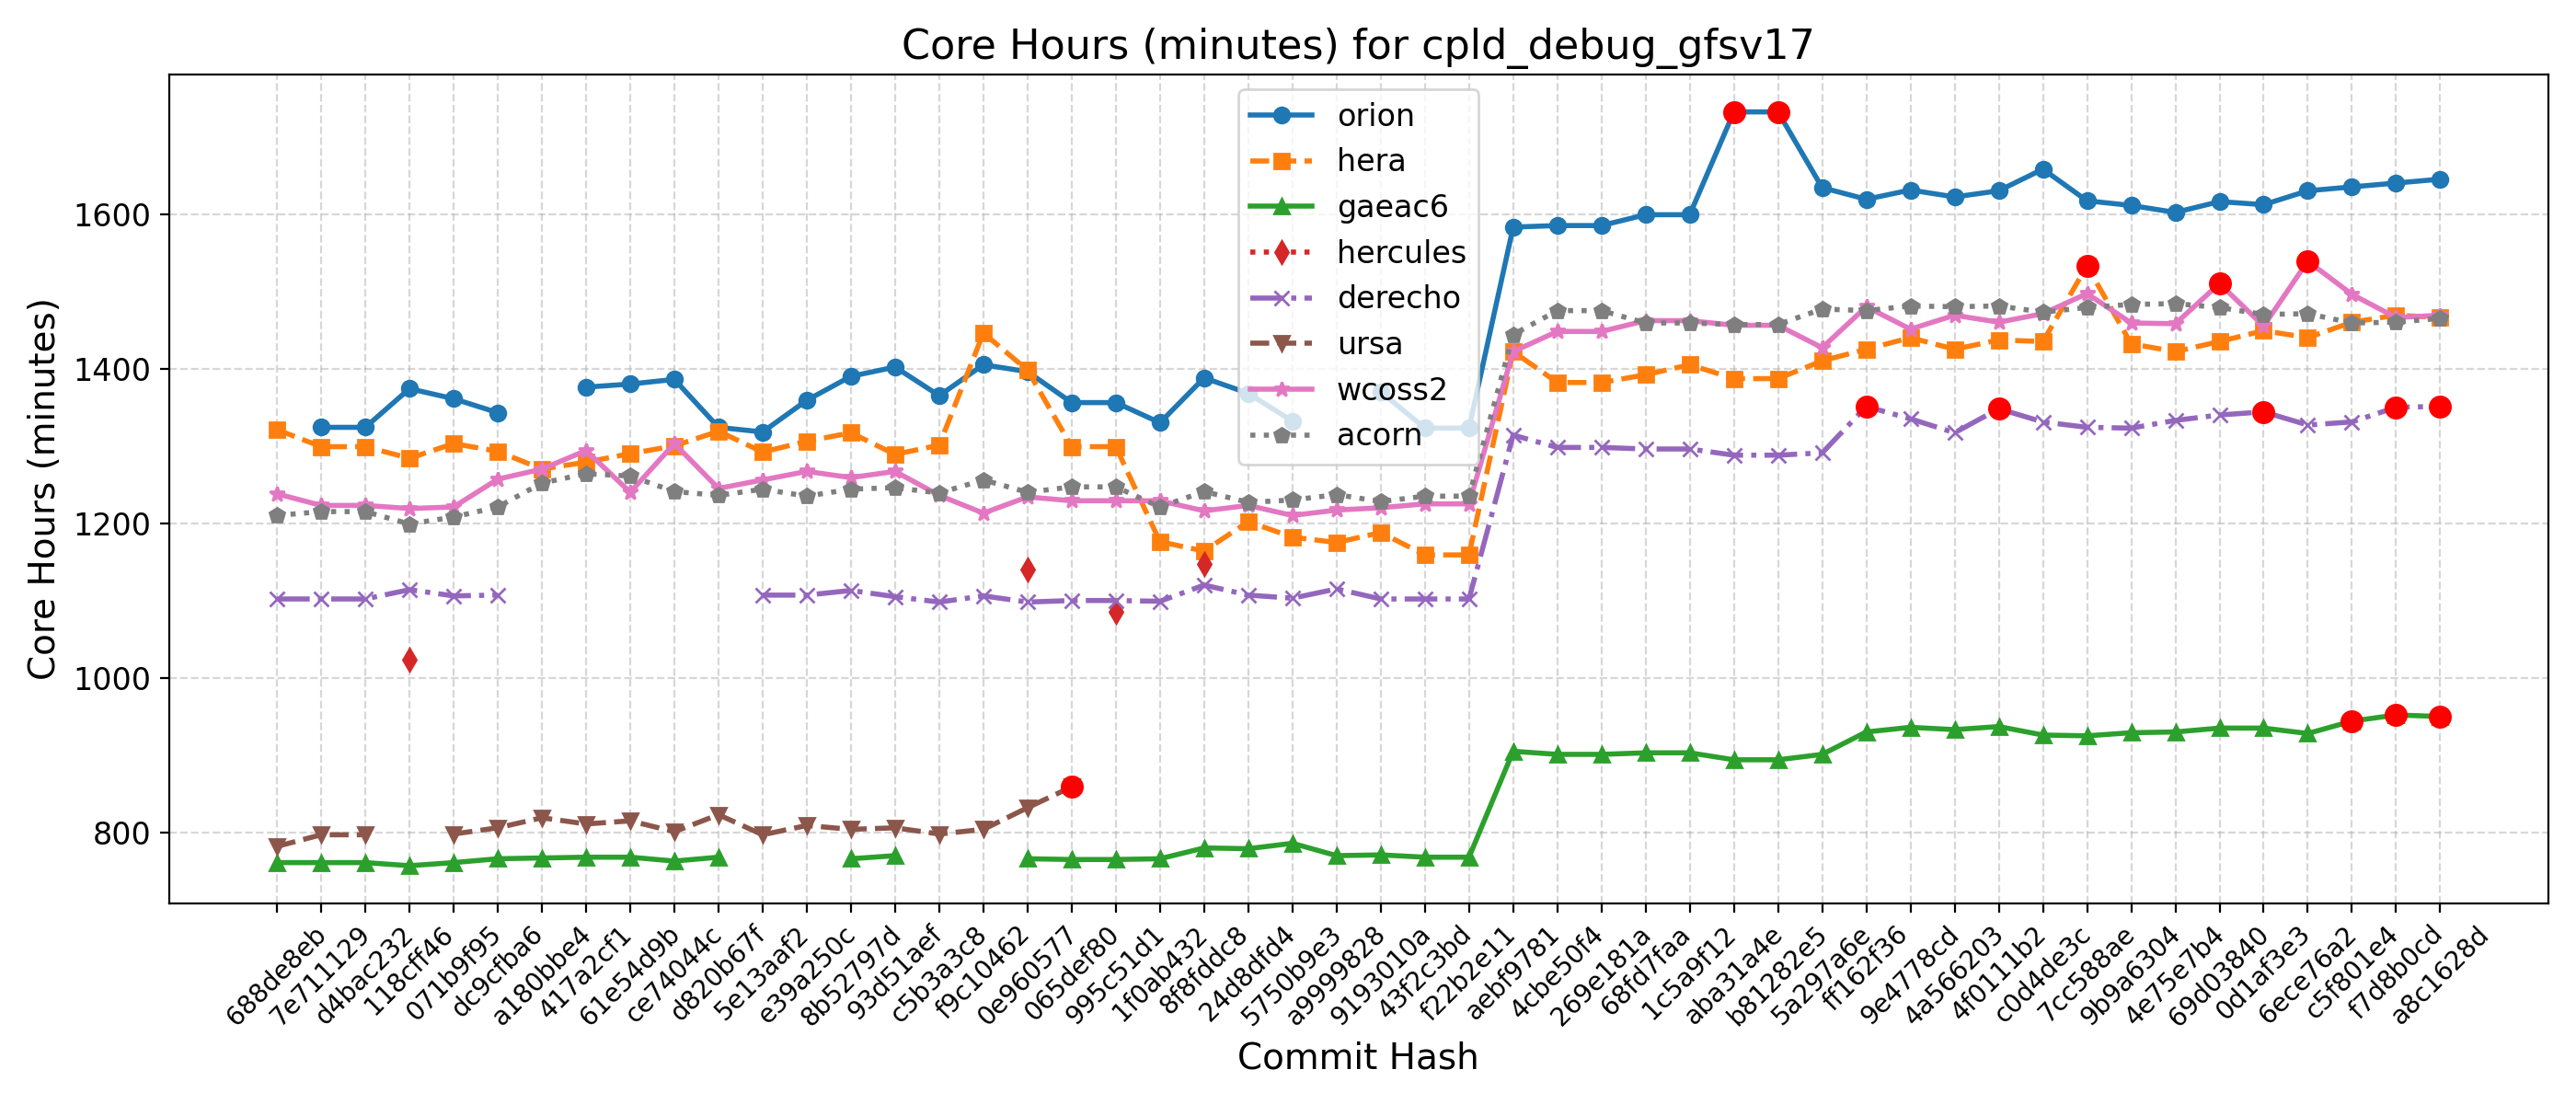 Core Hours (minutes) for cpld_debug_gfsv17
Core Hours (minutes)
1600
1400
1200
1000
800
orion
hera
gaeac6
hercules
derecho
ursa
wcoss2
acorn
688de8eb
7e711129
d4bac232
118cff46
071b9f95
dc9cfba6
a180bbe4
417a2cf1
61e54d9b
ce74044c
d820b67f
5e13aaf2
e39a250c
8b52797d
93d51aef
c5b3a3c8
f9c10462
0e960577
065def80
995c51d1
1f0ab432
8f8fddc8
24d8dfd4
5750b9e3
a9999828
9193010a
43f2c3bd
f22b2e11
aebf9781
4cbe50f4
269e181a
68fd7faa
1c5a9f12
aba31a4e
b81282e5
5a297a6e
ff162f36
9e4778cd
4a566203
4f0111b2
c0d4de3c
7cc588ae
9b9a6304
4e75e7b4
69d03840
0d1af3e3
6ece76a2
c5f801e4
f7d8b0cd
a8c1628d
Commit Hash